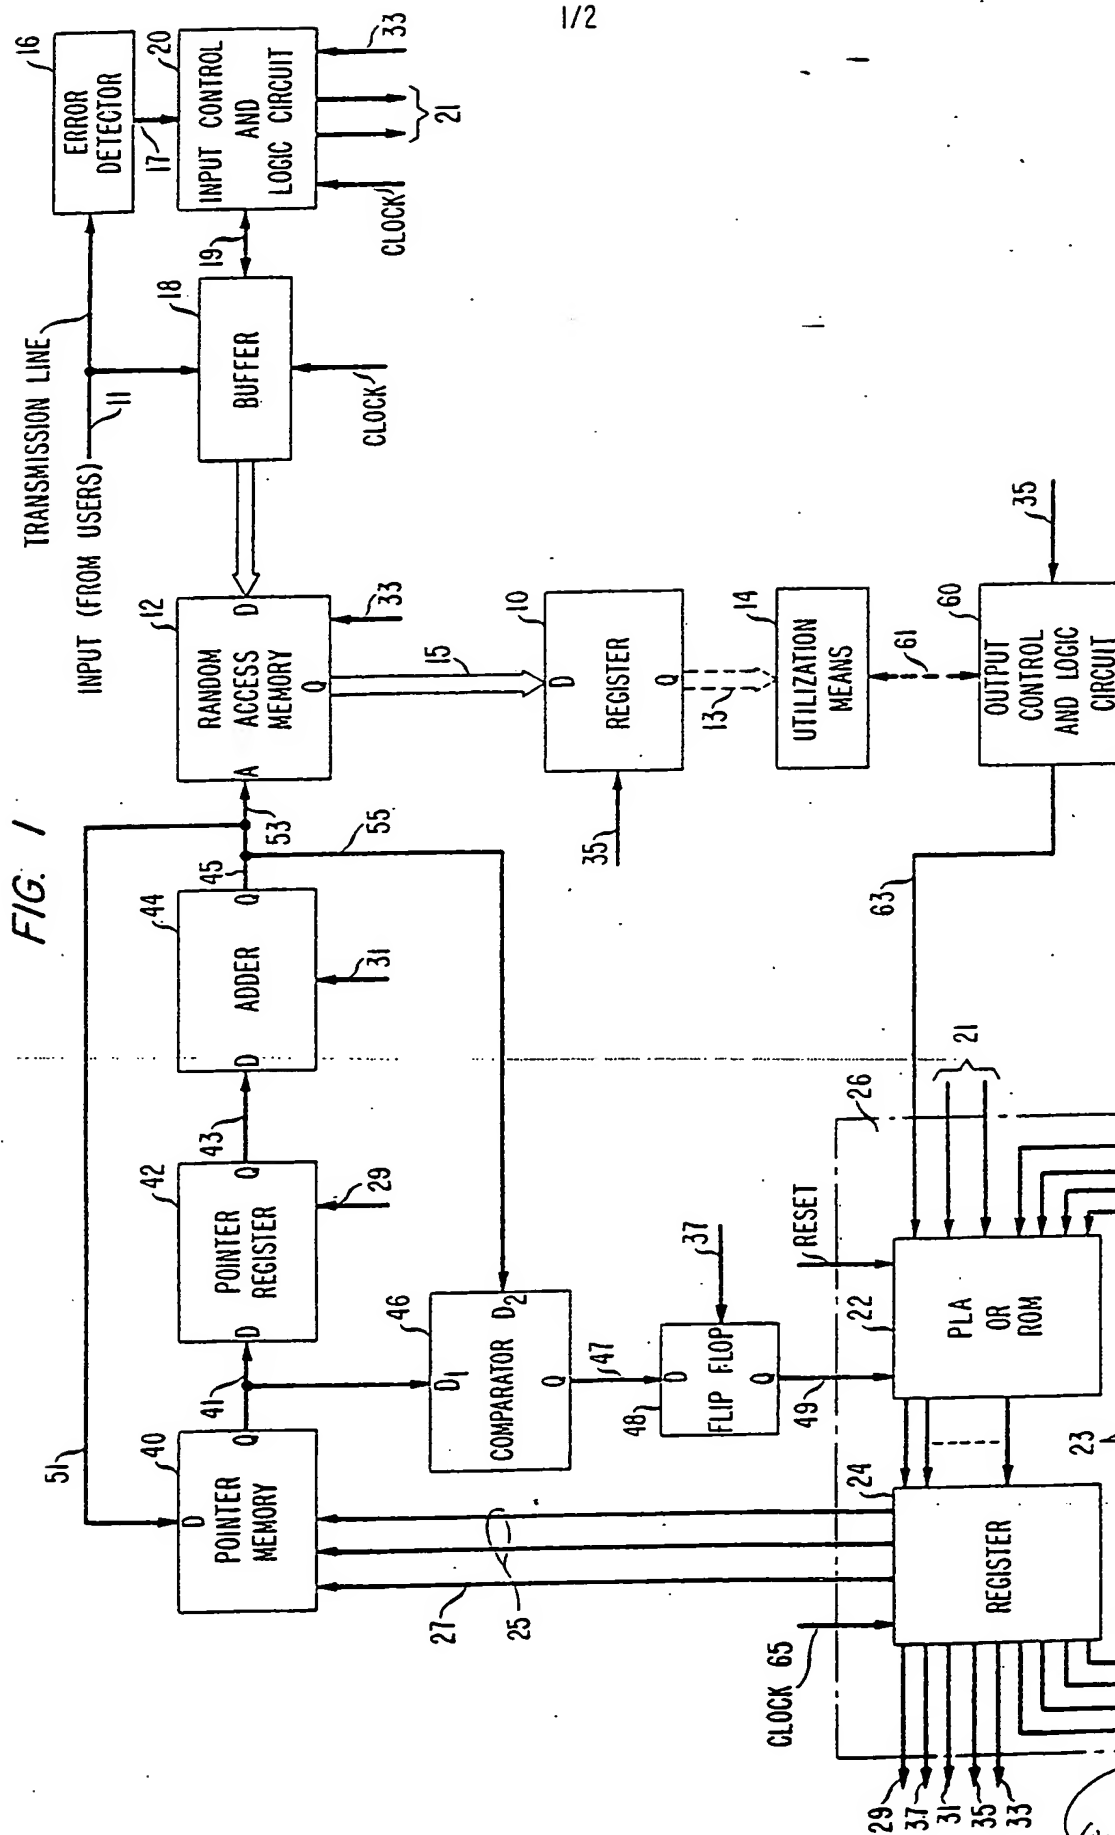 1/2
FIG. 1
TRANSMISSION LINE
INPUT (FROM USERS)
11
16
ERROR
DETECTOR
17
20
INPUT CONTROL
AND
LOGIC CIRCUIT
33
21
CLOCK
19
18
BUFFER
CLOCK
12
RANDOM
ACCESS
MEMORY
A
D
Q
33
53
15
10
D
REGISTER
Q
35
13
14
UTILIZATION
MEANS
61
60
OUTPUT
CONTROL
AND LOGIC
CIRCUIT
35
63
51
40
D
POINTER
MEMORY
Q
41
42
D
POINTER
REGISTER
Q
29
43
44
D
ADDER
Q
31
45
55
46
D1
COMPARATOR
D2
Q
47
48
D
FLIP FLOP
Q
37
49
RESET
26
21
22
PLA
OR
ROM
23
24
REGISTER
25
27
CLOCK 65
29
37
31
35
33